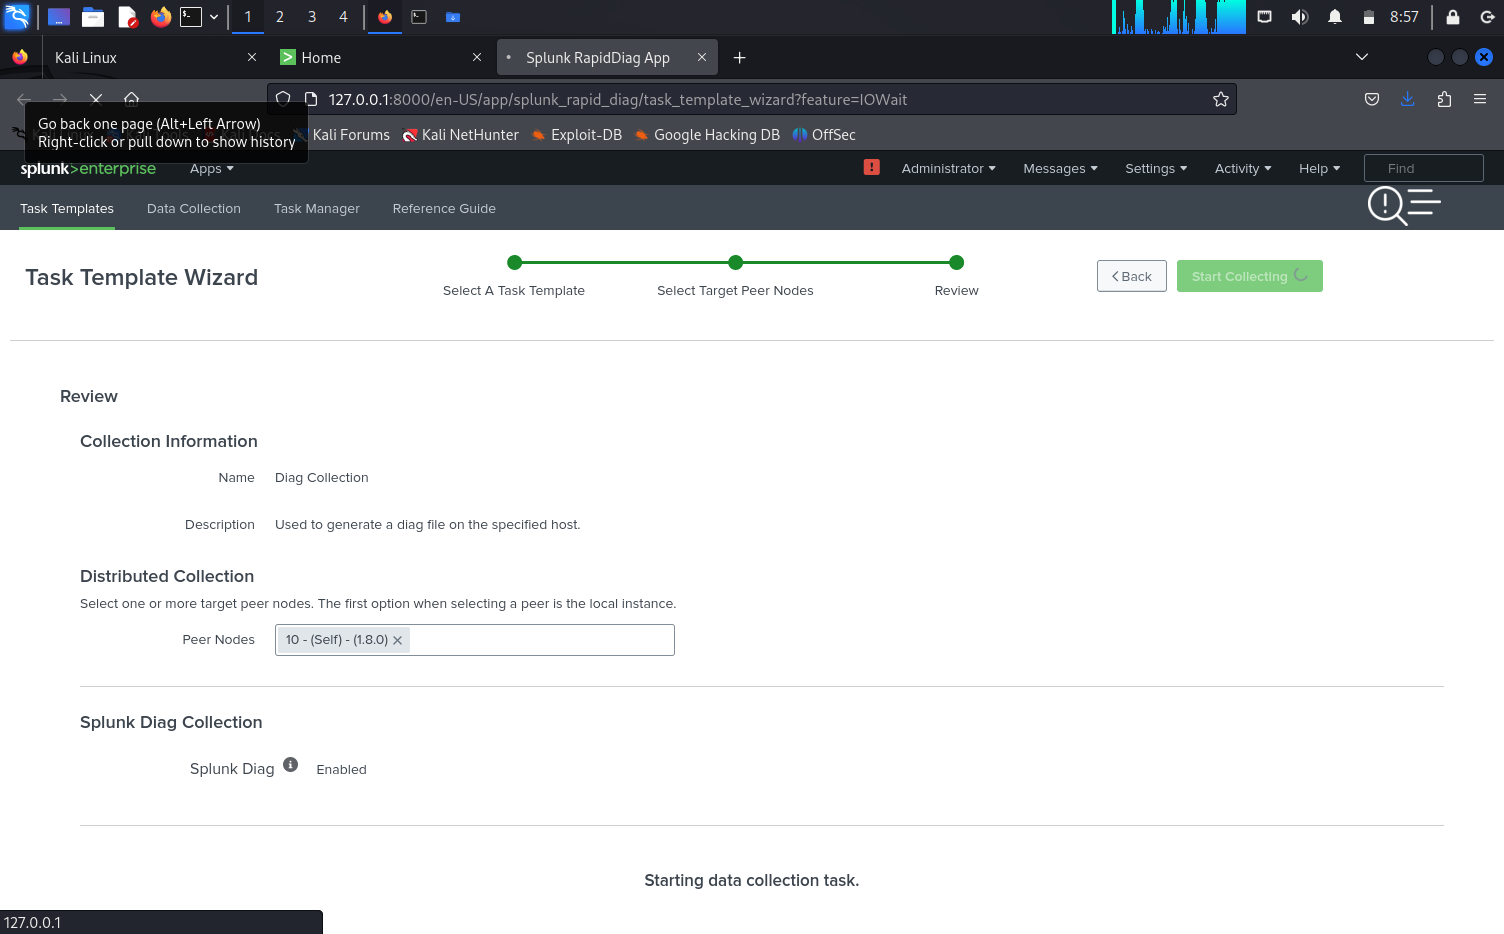 1 2 3 4
8:57
Kali Linux
Home
Splunk RapidDiag App
127.0.0.1:8000/en-US/app/splunk_rapid_diag/task_template_wizard?feature=IOWait
Go back one page (Alt+Left Arrow)
Right-click or pull down to show history
Kali Forums
Kali NetHunter
Exploit-DB
Google Hacking DB
OffSec
splunk>enterprise
Apps
Administrator
Messages
Settings
Activity
Help
Find
Task Templates
Data Collection
Task Manager
Reference Guide
Task Template Wizard
Select A Task Template
Select Target Peer Nodes
Review
Back
Start Collecting
Review
Collection Information
Name Diag Collection
Description Used to generate a diag file on the specified host.
Distributed Collection
Select one or more target peer nodes. The first option when selecting a peer is the local instance.
Peer Nodes 10 - (Self) - (1.8.0)
Splunk Diag Collection
Splunk Diag Enabled
Starting data collection task.
127.0.0.1